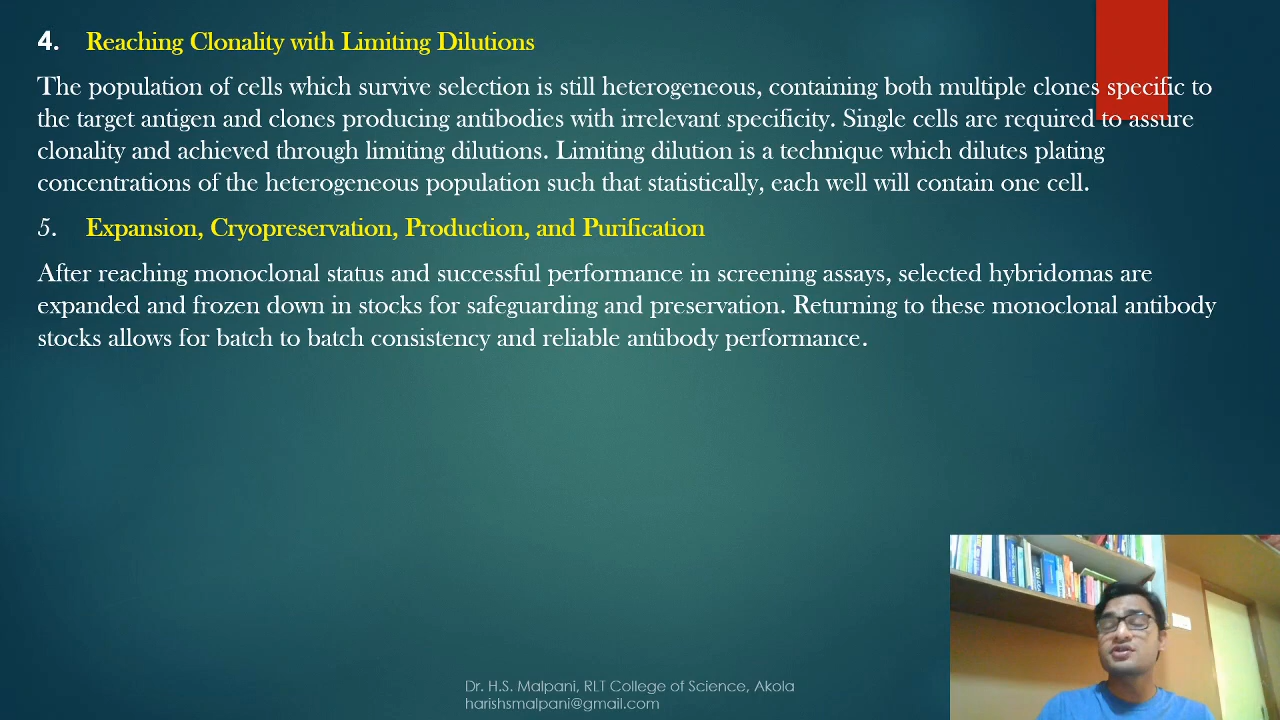 4. Reaching Clonality with Limiting Dilutions
The population of cells which survive selection is still heterogeneous, containing both multiple clones specific to
the target antigen and clones producing antibodies with irrelevant specificity. Single cells are required to assure
clonality and achieved through limiting dilutions. Limiting dilution is a technique which dilutes plating
concentrations of the heterogeneous population such that statistically, each well will contain one cell.
5. Expansion, Cryopreservation, Production, and Purification
After reaching monoclonal status and successful performance in screening assays, selected hybridomas are
expanded and frozen down in stocks for safeguarding and preservation. Returning to these monoclonal antibody
stocks allows for batch to batch consistency and reliable antibody performance.
Dr. H.S. Malpani, RLT College of Science, Akola
harishsmalpani@gmail.com